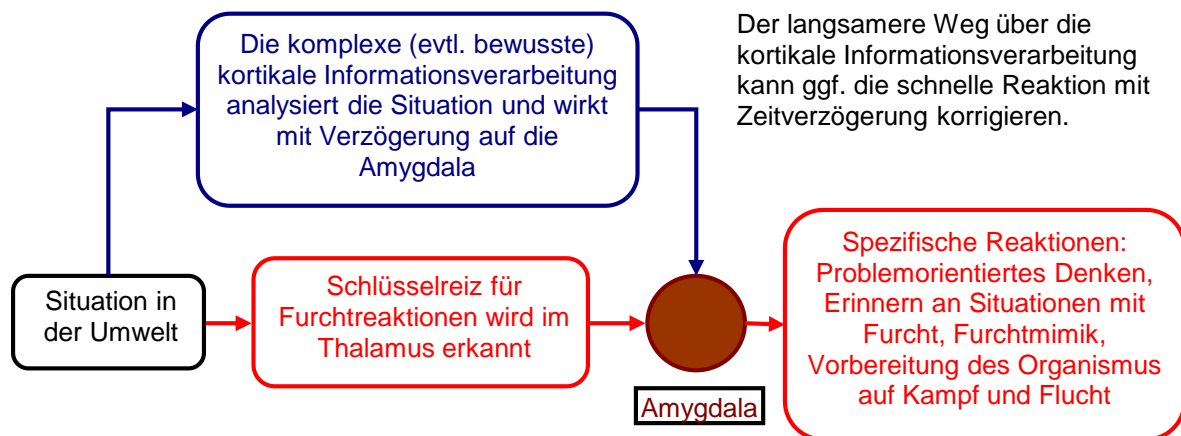 Die komplexe (evtl. bewusste)
kortikale Informationsverarbeitung
analysiert die Situation und wirkt
mit Verzögerung auf die
Amygdala
Der langsamere Weg über die
kortikale Informationsverarbeitung
kann ggf. die schnelle Reaktion mit
Zeitverzögerung korrigieren.
Situation in
der Umwelt
Schlüsselreiz für
Furchtreaktionen wird im
Thalamus erkannt
Amygdala
Spezifische Reaktionen:
Problemorientiertes Denken,
Erinnern an Situationen mit
Furcht, Furchtmimik,
Vorbereitung des Organismus
auf Kampf und Flucht